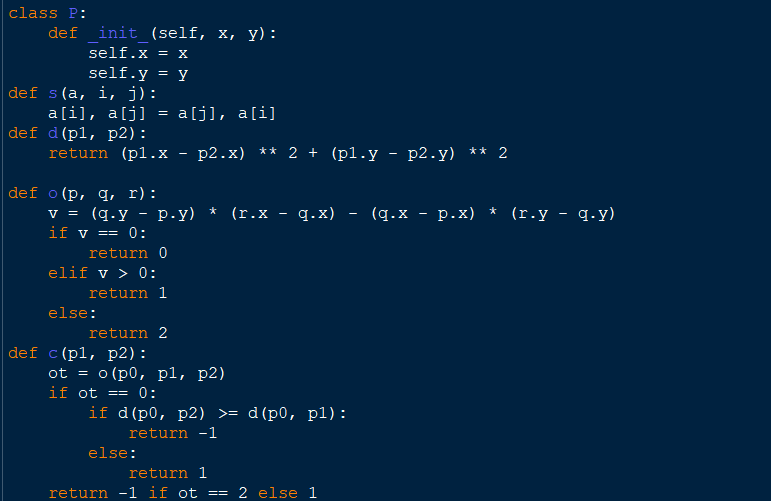 class P:
    def _init_(self, x, y):
        self.x = x
        self.y = y
def s(a, i, j):
    a[i], a[j] = a[j], a[i]
def d(p1, p2):
    return (p1.x - p2.x) ** 2 + (p1.y - p2.y) ** 2

def o(p, q, r):
    v = (q.y - p.y) * (r.x - q.x) - (q.x - p.x) * (r.y - q.y)
    if v == 0:
        return 0
    elif v > 0:
        return 1
    else:
        return 2
def c(p1, p2):
    ot = o(p0, p1, p2)
    if ot == 0:
        if d(p0, p2) >= d(p0, p1):
            return -1
        else:
            return 1
    return -1 if ot == 2 else 1